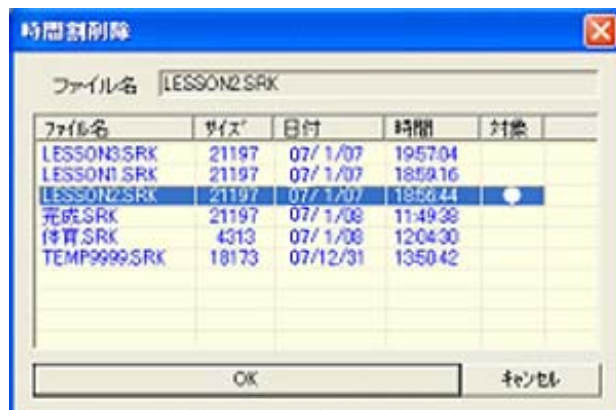 時間割削除
ファイル名 LESSON2.SRK
ファイル名 サイズ 日付 時間 対象
LESSON3.SRK 21197 07/ 1/07 19:57:04
LESSON1.SRK 21197 07/ 1/07 18:59:16
LESSON2.SRK 21197 07/ 1/07 18:56:44 ●
完成.SRK 21197 07/ 1/08 11:49:38
体育.SRK 4313 07/ 1/08 12:04:30
TEMP9999.SRK 18173 07/12/31 13:50:42
OK キャンセル